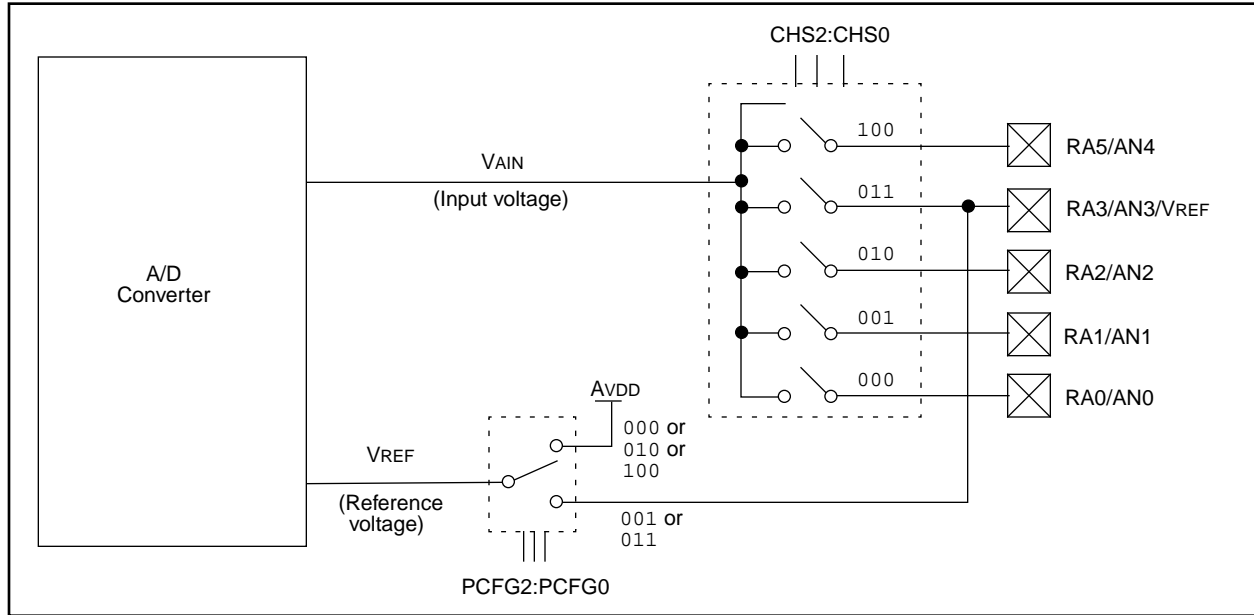 CHS2:CHS0
100
RA5/AN4
VAIN
(Input voltage)
011
RA3/AN3/VREF
A/D
Converter
010
RA2/AN2
001
RA1/AN1
000
RA0/AN0
AVDD
000 or
010 or
100
VREF
(Reference
voltage)
001 or
011
PCFG2:PCFG0